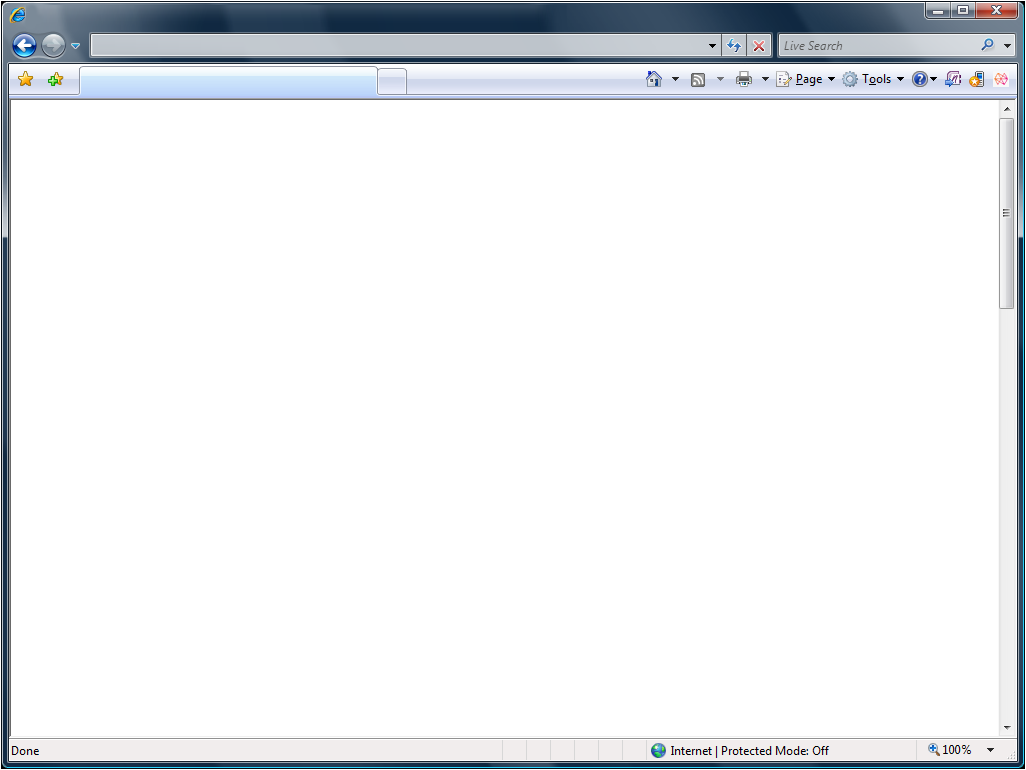 Live Search
Page
Tools
Done
Internet | Protected Mode: Off
100%